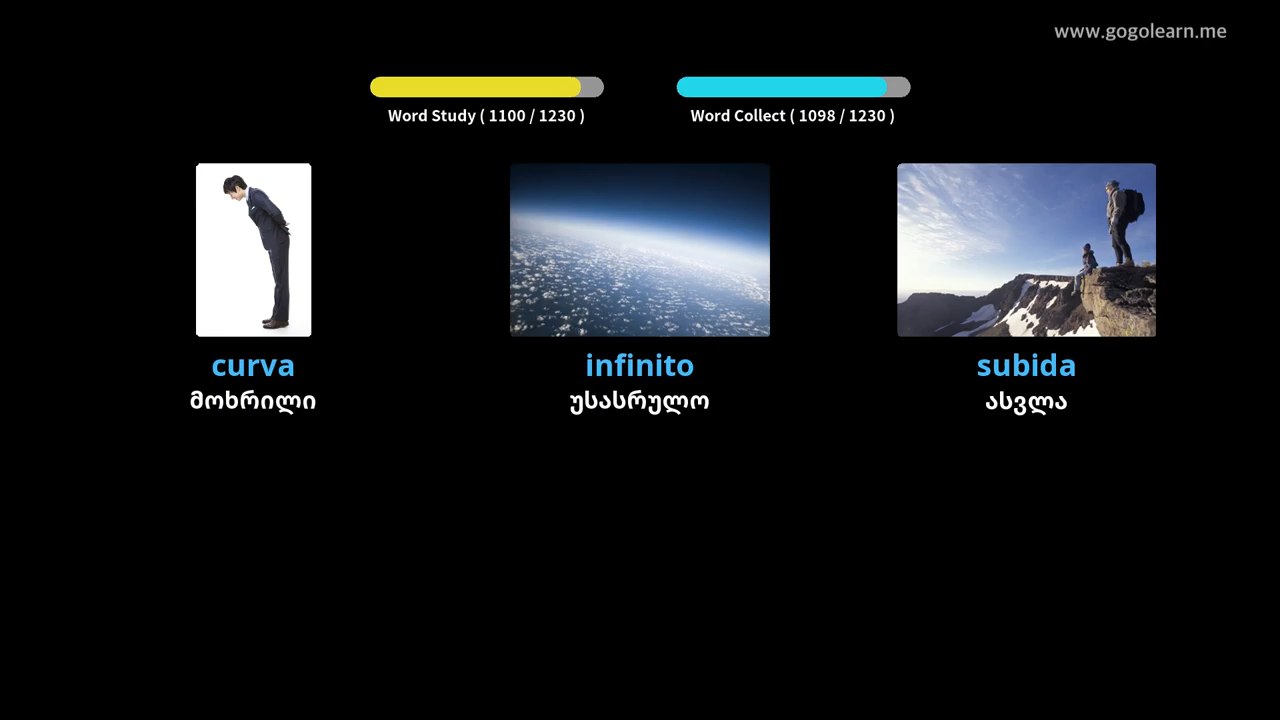 www.gogolearn.me
Word Study ( 1100 / 1230 )
Word Collect ( 1098 / 1230 )
curva
მოხრილი
infinito
უსასრულო
subida
ასვლა